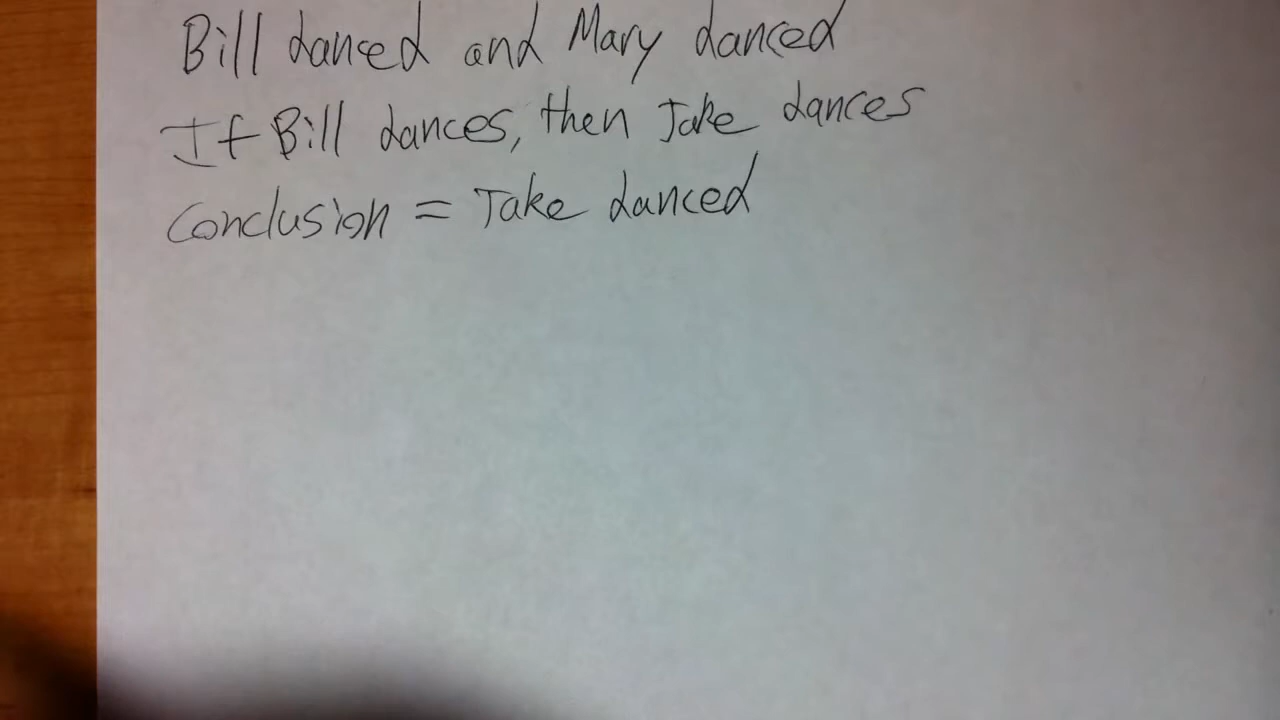 Bill danced and Mary danced
If Bill dances, then Jake dances
Conclusion = Jake danced